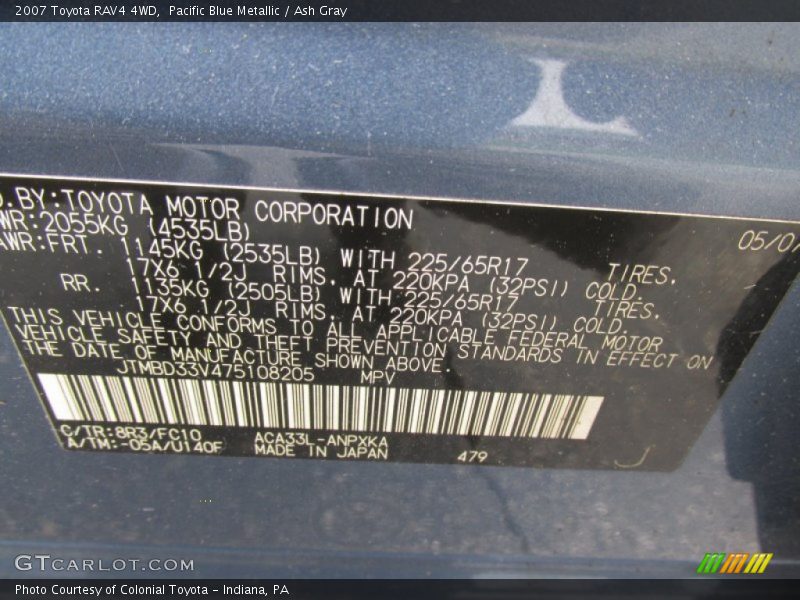 2007 Toyota RAV4 4WD, Pacific Blue Metallic / Ash Gray
BY:TOYOTA MOTOR CORPORATION
05/0
WR:2055KG (4535LB)
AWR:FRT. 1145KG (2535LB) WITH 225/65R17 TIRES.
17X6 1/2J RIMS, AT 220KPA (32PSI) COLD.
RR. 1135KG (2505LB) WITH 225/65R17 TIRES.
17X6 1/2J RIMS, AT 220KPA (32PSI) COLD.
THIS VEHICLE CONFORMS TO ALL APPLICABLE FEDERAL MOTOR
VEHICLE SAFETY AND THEFT PREVENTION STANDARDS IN EFFECT ON
THE DATE OF MANUFACTURE SHOWN ABOVE.
JTMBD33V475108205 MPV
C/TR:8R3/FC10 ACA33L-ANPXKA
A/TM:-05A/U140F MADE IN JAPAN 479 J
GTCARLOT.COM
Photo Courtesy of Colonial Toyota - Indiana, PA